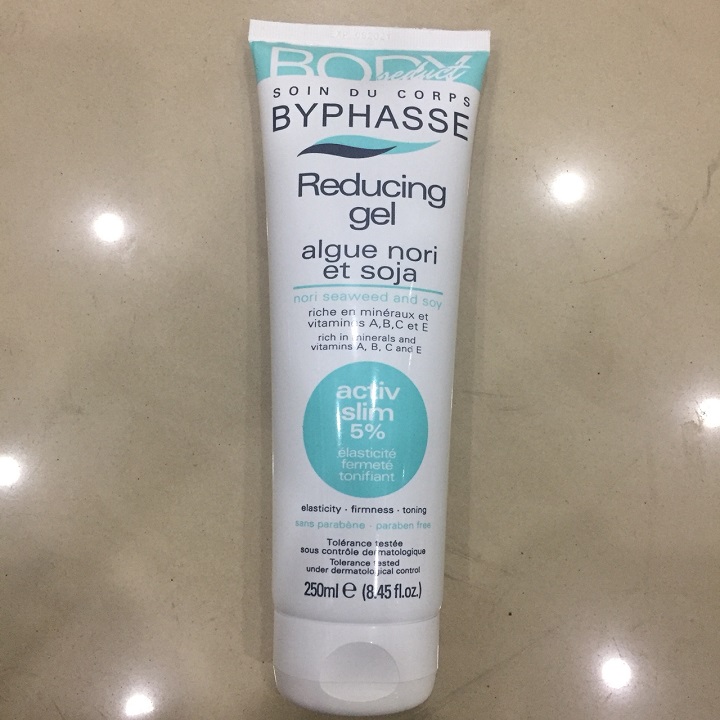 BODY
seduct
SOIN DU CORPS
BYPHASSE
Reducing
gel
algue nori
et soja
nori seaweed and soy
riche en minéraux et
vitamines A,B,C et E
rich in minerals and
vitamins A, B, C and E
activ
slim
5%
élasticité
fermeté
tonifiant
elasticity · firmness · toning
sans parabène - paraben free
Tolérance testée
sous contrôle dermatologique
Tolerance tested
under dermatological control
250ml e (8.45 fl.oz.)